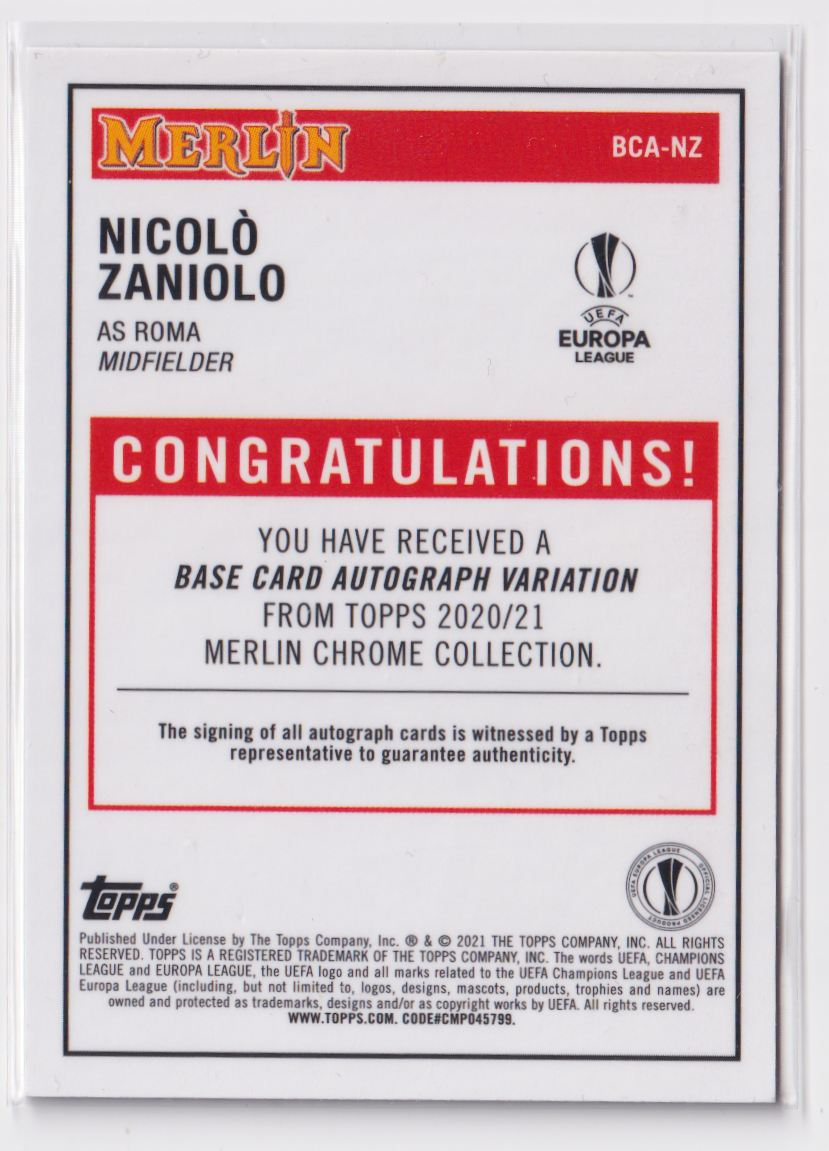 MERLIN
BCA-NZ
NICOLÒ
ZANIOLO
AS ROMA
MIDFIELDER
UEFA
EUROPA
LEAGUE
CONGRATULATIONS!
YOU HAVE RECEIVED A
BASE CARD AUTOGRAPH VARIATION
FROM TOPPS 2020/21
MERLIN CHROME COLLECTION.
The signing of all autograph cards is witnessed by a Topps
representative to guarantee authenticity.
topps®
UEFA EUROPA LEAGUE OFFICIAL LICENSED PRODUCT
Published Under License by The Topps Company, Inc. ® & © 2021 THE TOPPS COMPANY, INC. ALL RIGHTS
RESERVED. TOPPS IS A REGISTERED TRADEMARK OF THE TOPPS COMPANY, INC. The words UEFA, CHAMPIONS
LEAGUE and EUROPA LEAGUE, the UEFA logo and all marks related to the UEFA Champions League and UEFA
Europa League (including, but not limited to, logos, designs, mascots, products, trophies and names) are
owned and protected as trademarks, designs and/or as copyright works by UEFA. All rights reserved.
WWW.TOPPS.COM. CODE#CMP045799.